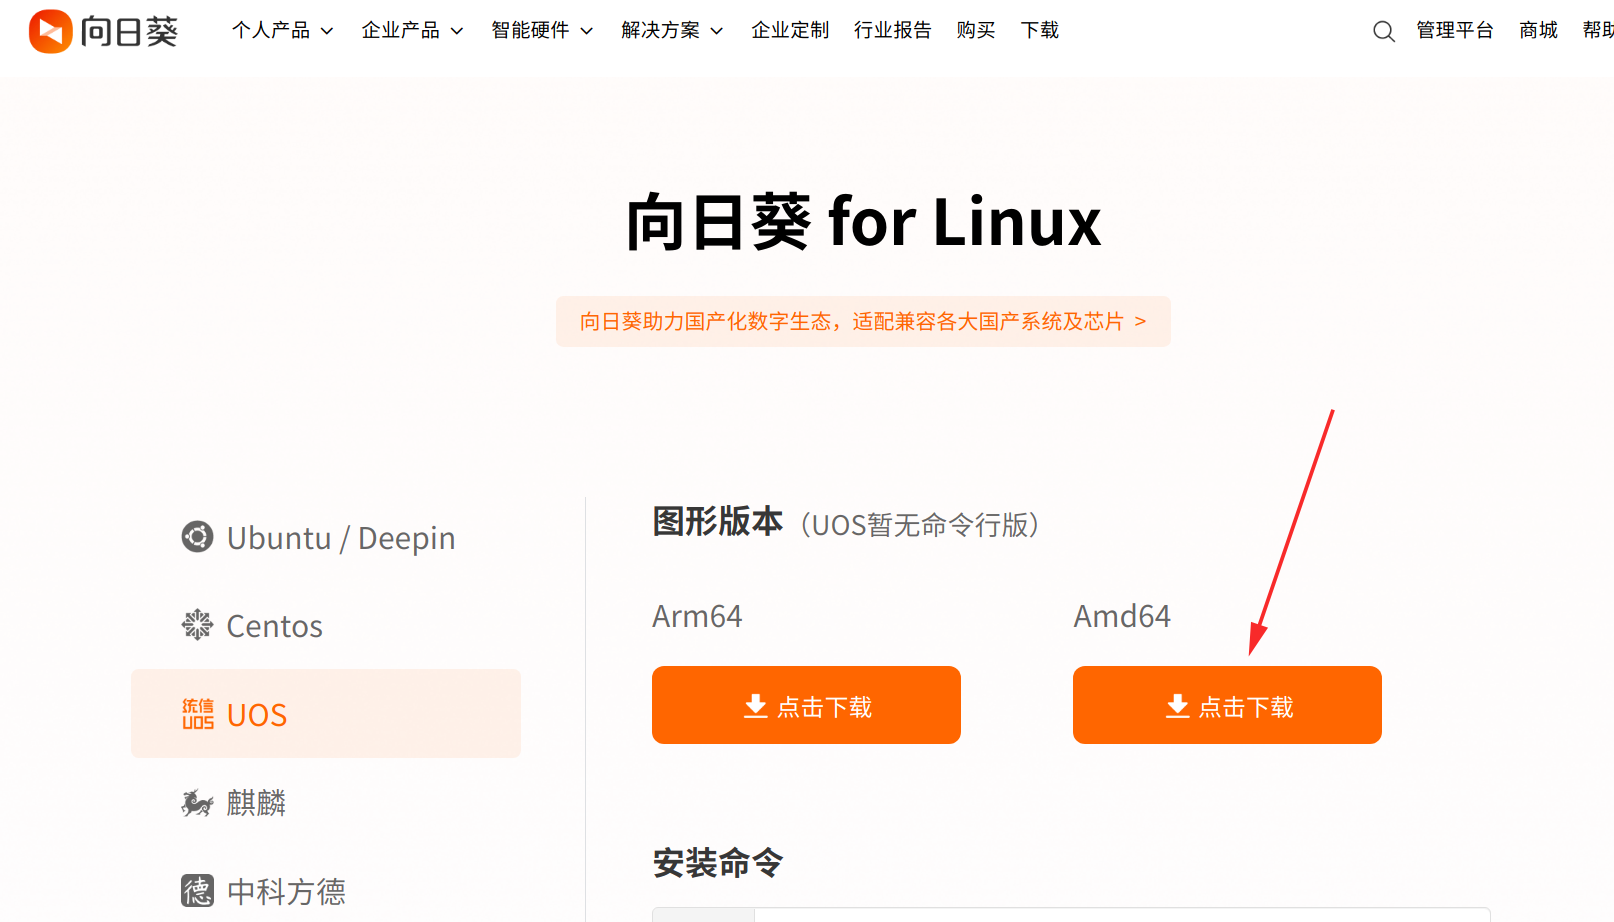 向日葵 个人产品 企业产品 智能硬件 解决方案 企业定制 行业报告 购买 下载 管理平台 商城 帮助
向日葵 for Linux
向日葵助力国产化数字生态，适配兼容各大国产系统及芯片 >
Ubuntu / Deepin
Centos
统信UOS UOS
麒麟
德 中科方德
图形版本（UOS暂无命令行版）
Arm64 Amd64
点击下载 点击下载
安装命令